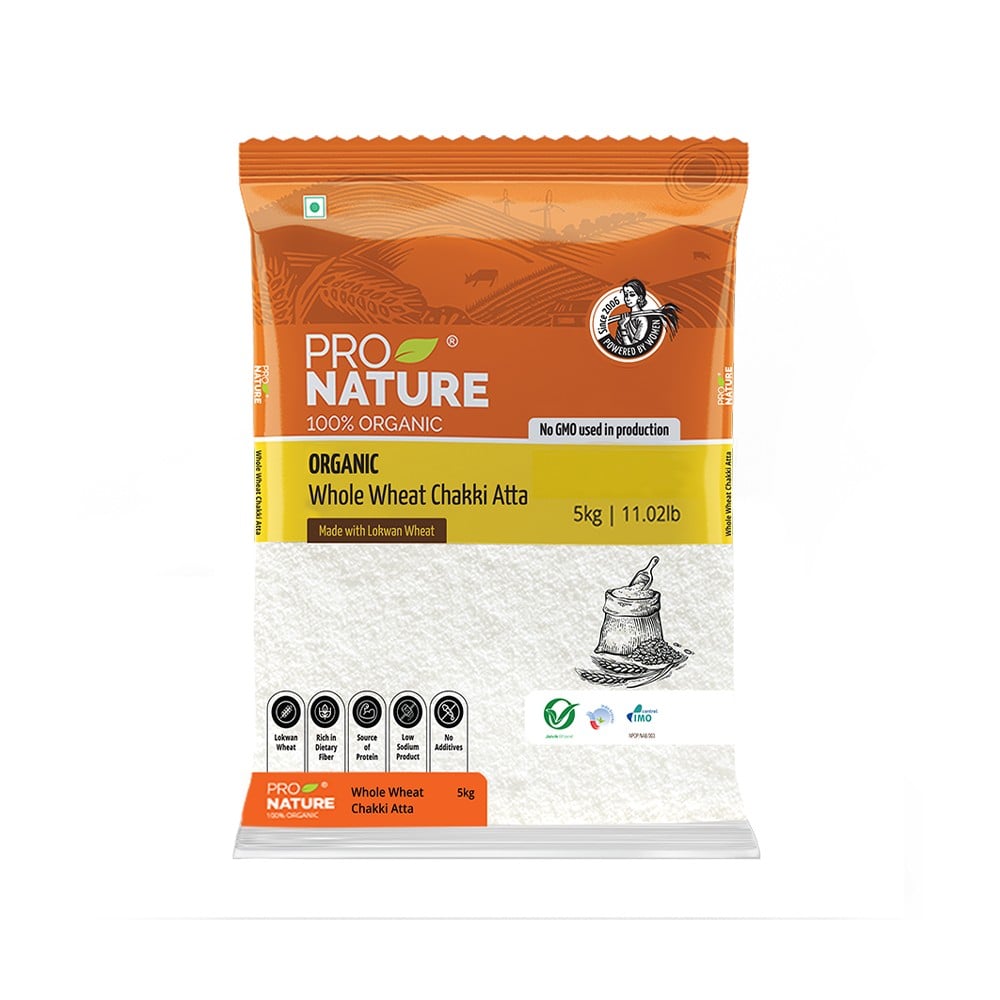 Since 2006
POWERED BY WOMEN
PRO ®
NATURE
100% ORGANIC
No GMO used in production
ORGANIC
Whole Wheat Chakki Atta
5kg | 11.02lb
Made with Lokwan Wheat
PRO
NATURE
Whole Wheat Chakki Atta
PRO
NATURE
Whole Wheat Chakki Atta
Lokwan
Wheat
Rich in
Dietary
Fiber
Source
of
Protein
Low
Sodium
Product
No
Additives
Jaivik Bharat
control
IMO
PRO ®
NATURE
100% ORGANIC
Whole Wheat
Chakki Atta
5kg